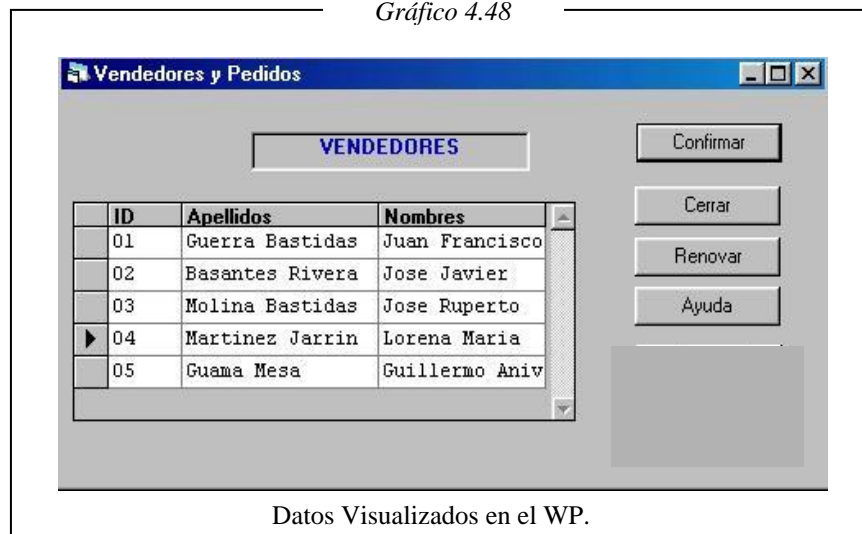 Gráfico 4.48
Vendedores y Pedidos
VENDEDORES
Confirmar
Cerrar
Renovar
Ayuda
ID Apellidos Nombres
01 Guerra Bastidas Juan Francisco
02 Basantes Rivera Jose Javier
03 Molina Bastidas Jose Ruperto
04 Martinez Jarrin Lorena Maria
05 Guama Mesa Guillermo Aniv
Datos Visualizados en el WP.